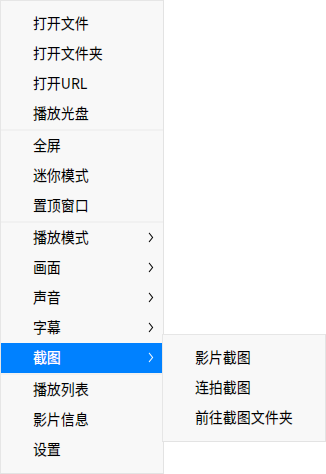 打开文件
打开文件夹
打开URL
播放光盘
全屏
迷你模式
置顶窗口
播放模式
画面
声音
字幕
截图
影片截图
连拍截图
前往截图文件夹
播放列表
影片信息
设置